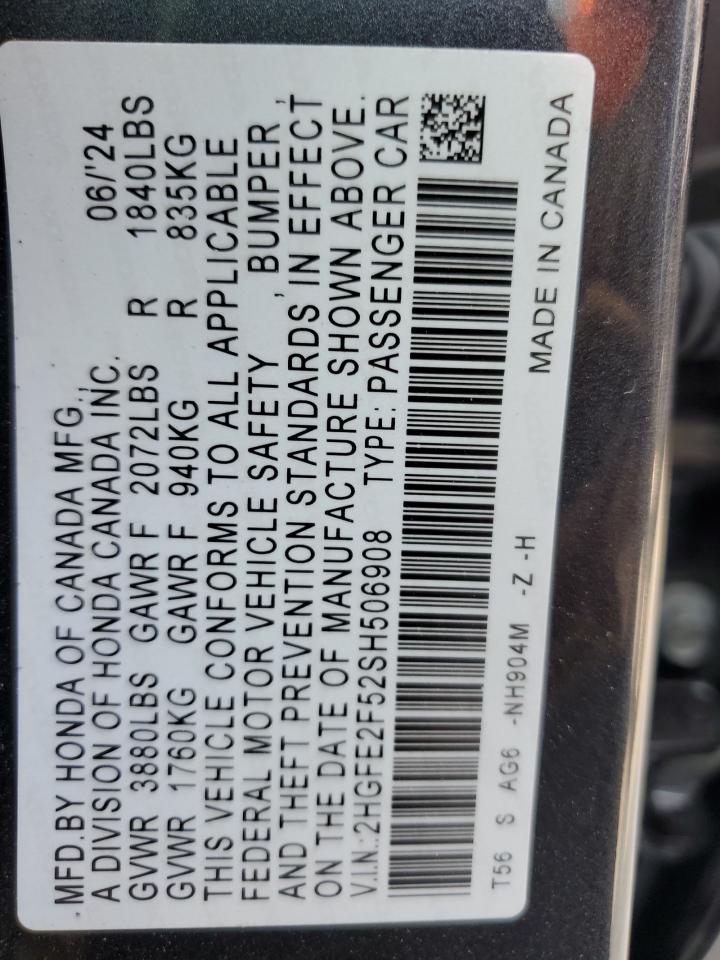 MFD.BY HONDA OF CANADA MFG., 06/'24
A DIVISION OF HONDA CANADA INC.
GVWR 3880LBS GAWR F 2072LBS R 1840LBS
GVWR 1760KG GAWR F 940KG R 835KG
THIS VEHICLE CONFORMS TO ALL APPLICABLE
FEDERAL MOTOR VEHICLE SAFETY , BUMPER ,
AND THEFT PREVENTION STANDARDS IN EFFECT
ON THE DATE OF MANUFACTURE SHOWN ABOVE.
V.I.N.:2HGFE2F52SH506908 TYPE: PASSENGER CAR
T56 S AG6 -NH904M -Z -H
MADE IN CANADA